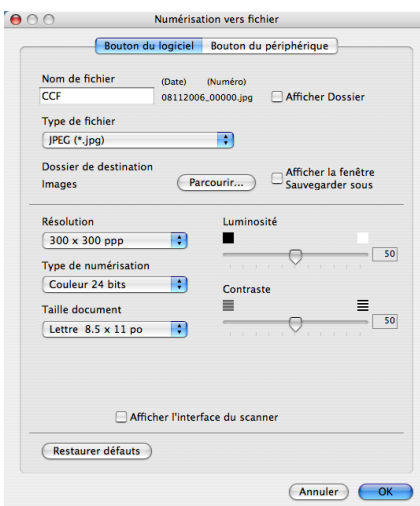 Numérisation vers fichier
Bouton du logiciel Bouton du périphérique
Nom de fichier (Date) (Numéro)
CCF 08112006_00000.jpg Afficher Dossier
Type de fichier
JPEG (*.jpg)
Dossier de destination
Images Parcourir... Afficher la fenêtre
Sauvegarder sous
Résolution Luminosité
300 x 300 ppp 50
Type de numérisation
Couleur 24 bits Contraste
Taille document
Lettre 8.5 x 11 po 50
Afficher l'interface du scanner
Restaurer défauts
Annuler OK